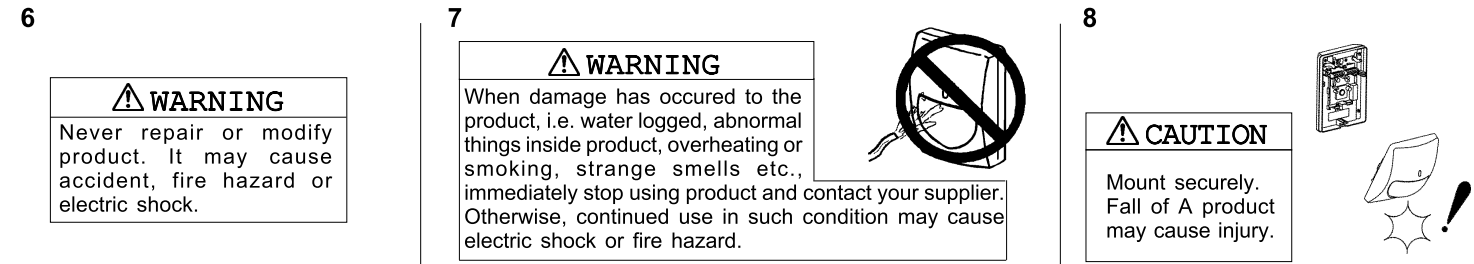 6
⚠ WARNING
Never repair or modify
product. It may cause
accident, fire hazard or
electric shock.
7
⚠ WARNING
When damage has occured to the
product, i.e. water logged, abnormal
things inside product, overheating or
smoking, strange smells etc.,
immediately stop using product and contact your supplier.
Otherwise, continued use in such condition may cause
electric shock or fire hazard.
8
⚠ CAUTION
Mount securely.
Fall of A product
may cause injury.